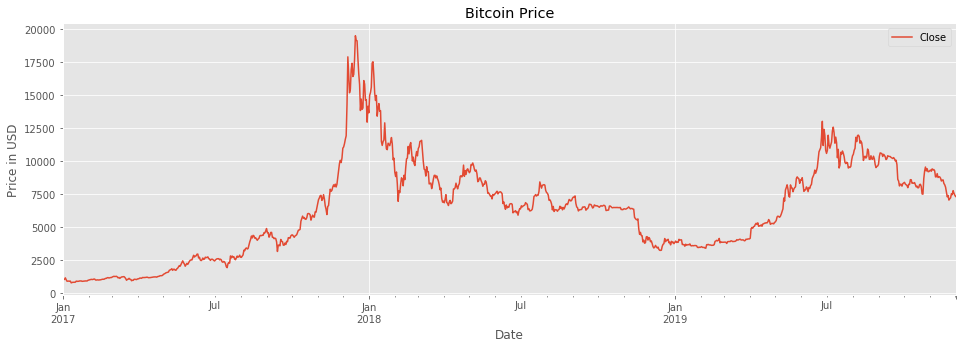 Bitcoin Price
Close
Price in USD
20000
17500
15000
12500
10000
7500
5000
2500
0
Jan Jul Jan Jul Jan Jul
2017 2018 2019
Date